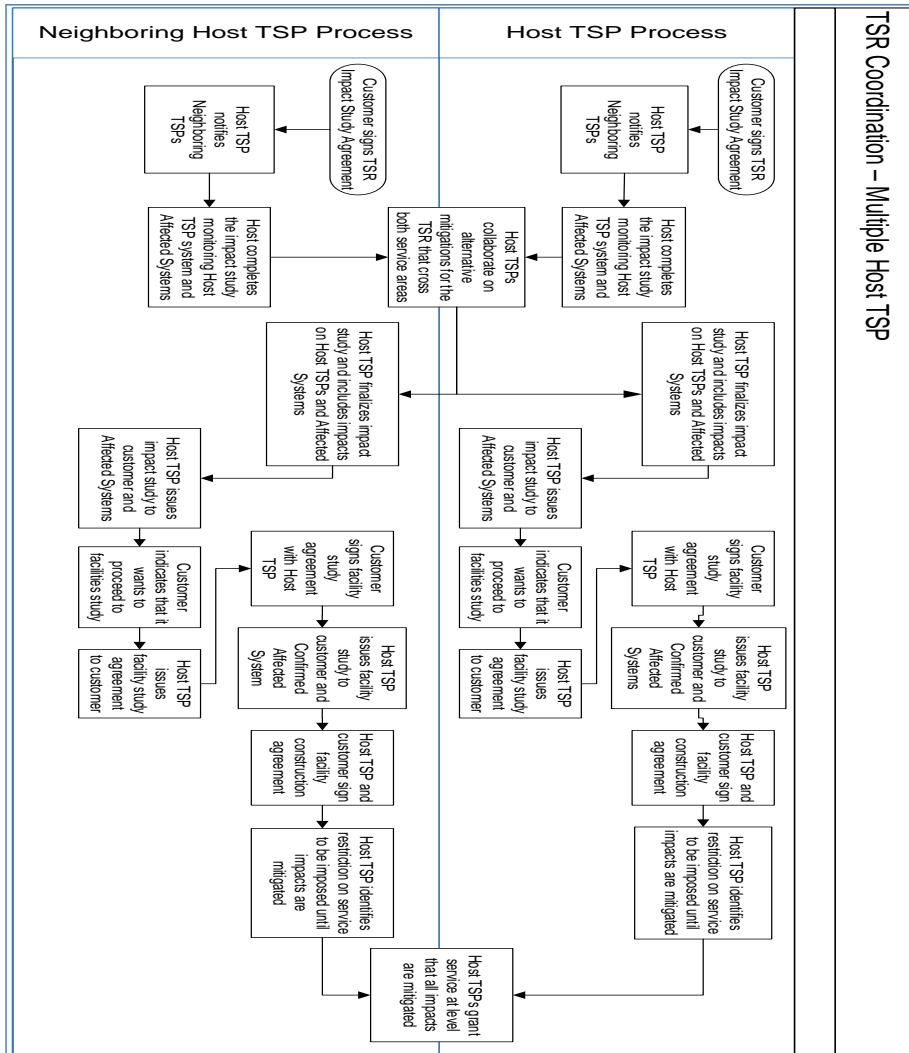 TSR Coordination – Multiple Host TSP
Host TSP Process
Customer signs TSR
Impact Study Agreement
Host TSP
notifies
Neighboring
TSPs
Host completes
the impact study
monitoring Host
TSP system and
Affected Systems
Host TSPs
collaborate on
alternative
mitigations for the
TSR that cross
both service areas
Host TSP finalizes impact
study and includes impacts
on Host TSPs and Affected
Systems
Host TSP issues
impact study to
customer and
Affected Systems
Customer
indicates that it
wants to
proceed to
facilities study
Host TSP
issues
facility study
agreement
to customer
Customer
signs facility
study
agreement
with Host
TSP
Host TSP
issues facility
study to
customer and
Confirmed
Affected
Systems
Host TSP and
customer sign
facility
construction
agreement
Host TSP identifies
restriction on service
to be imposed until
impacts are mitigated
Host TSPs grant
service at level
that all impacts
are mitigated
Neighboring Host TSP Process
Customer signs TSR
Impact Study Agreement
Host TSP
notifies
Neighboring
TSPs
Host completes
the impact study
monitoring Host
TSP system and
Affected Systems
Host TSP finalizes impact
study and includes impacts
on Host TSPs and Affected
Systems
Host TSP issues
impact study to
customer and
Affected Systems
Customer
indicates that it
wants to
proceed to
facilities study
Host TSP
issues
facility study
agreement
to customer
Customer
signs facility
study
agreement
with Host
TSP
Host TSP
issues facility
study to
customer and
Confirmed
Affected
System
Host TSP and
customer sign
facility
construction
agreement
Host TSP identifies
restriction on service
to be imposed until
impacts are
mitigated